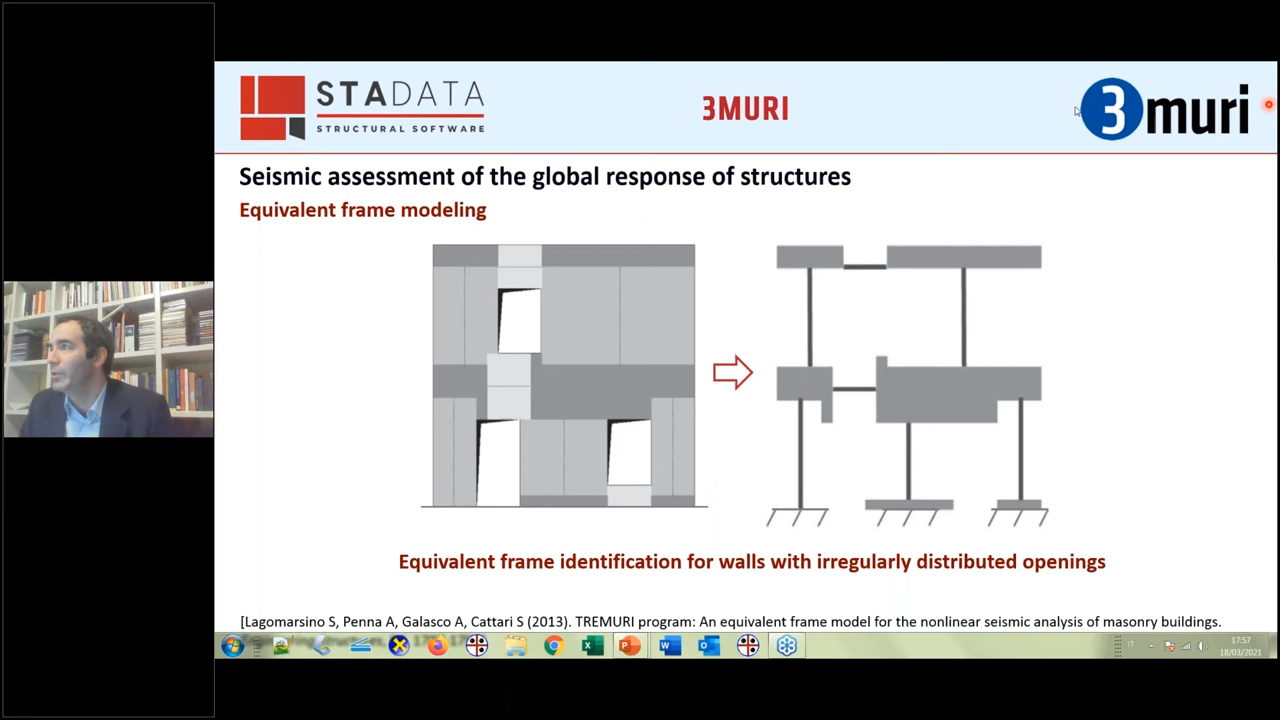 STADATA
STRUCTURAL SOFTWARE
3MURI
3muri
Seismic assessment of the global response of structures
Equivalent frame modeling
Equivalent frame identification for walls with irregularly distributed openings
[Lagomarsino S, Penna A, Galasco A, Cattari S (2013). TREMURI program: An equivalent frame model for the nonlinear seismic analysis of masonry buildings.
IT
17:57
18/03/2021